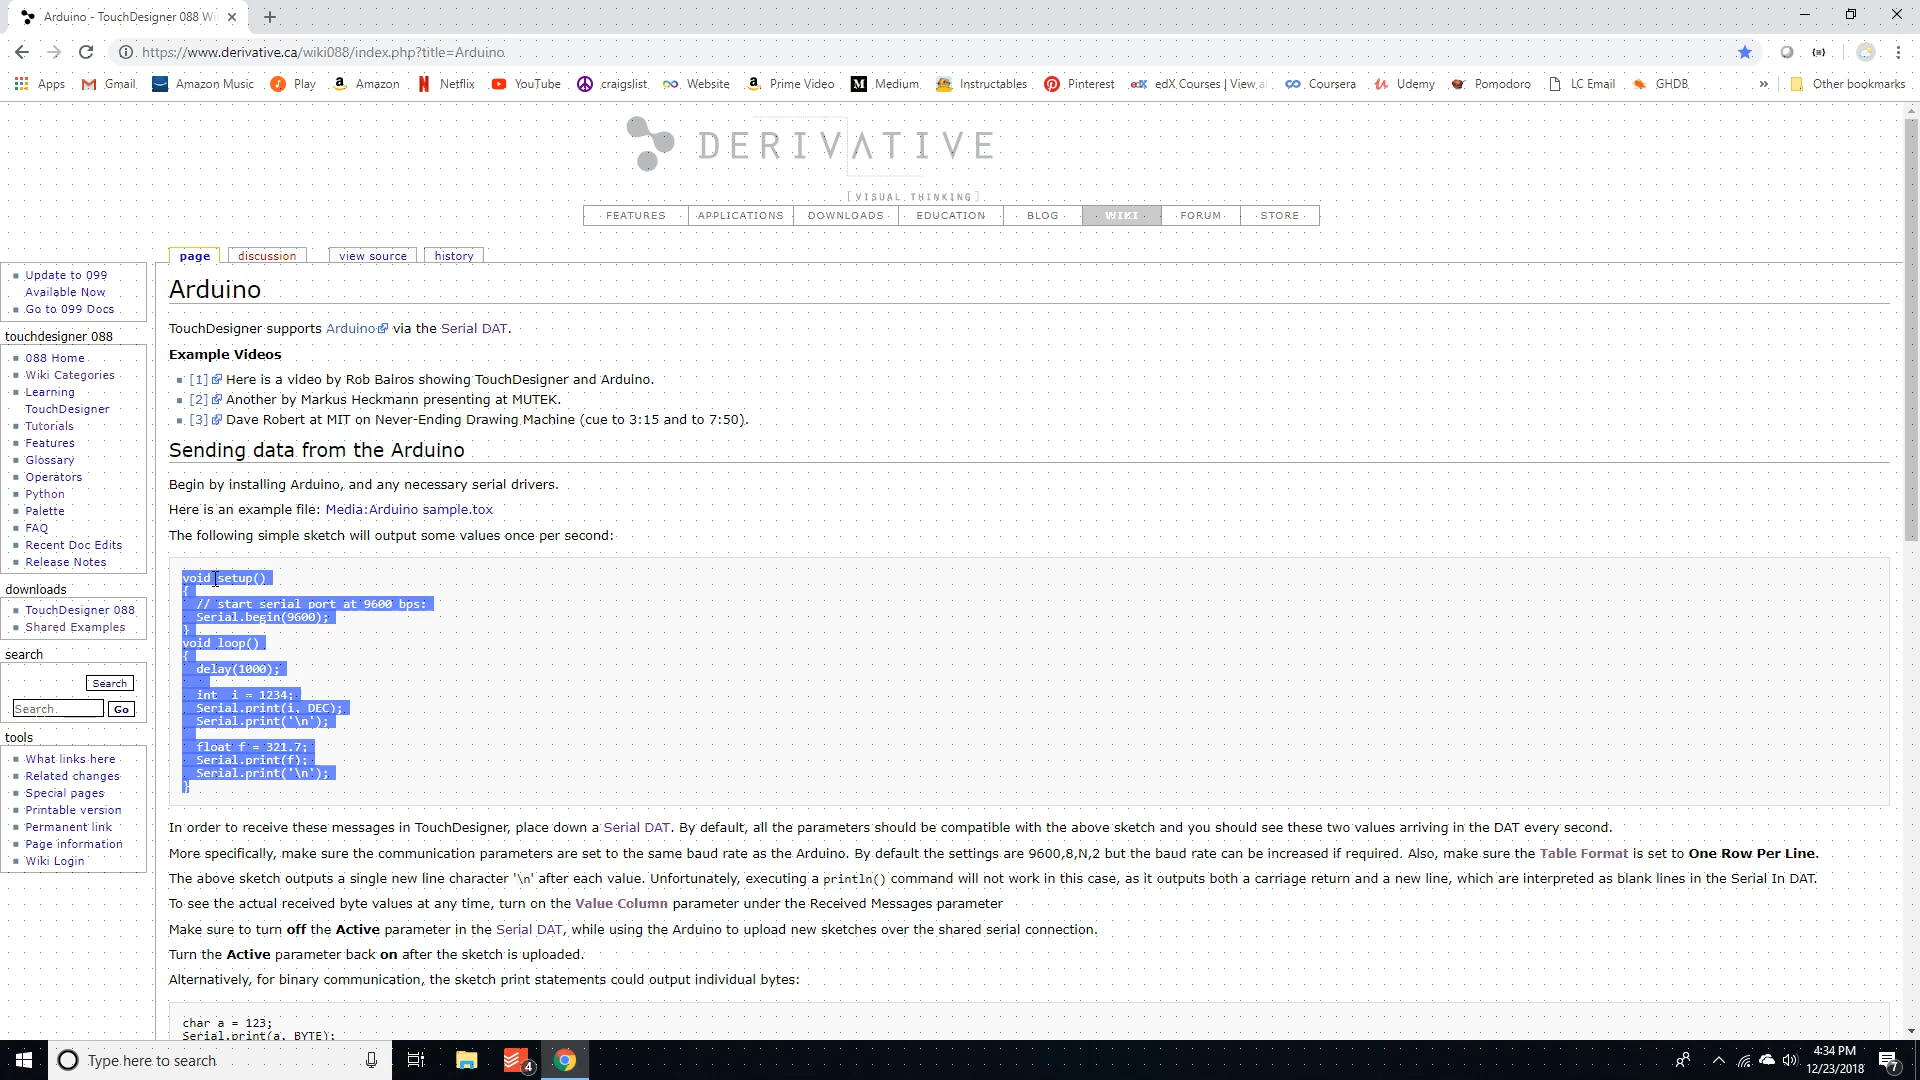 Arduino - TouchDesigner 088 Wi
https://www.derivative.ca/wiki088/index.php?title=Arduino
Apps Gmail Amazon Music Play Amazon Netflix YouTube craigslist Website Prime Video Medium Instructables Pinterest edX Courses | View a Coursera Udemy Pomodoro LC Email GHDB » Other bookmarks
DERIVATIVE
[VISUAL THINKING]
FEATURES APPLICATIONS DOWNLOADS EDUCATION BLOG WIKI FORUM STORE
page discussion view source history
Update to 099
Available Now
Go to 099 Docs
touchdesigner 088
088 Home
Wiki Categories
Learning
TouchDesigner
Tutorials
Features
Glossary
Operators
Python
Palette
FAQ
Recent Doc Edits
Release Notes
downloads
TouchDesigner 088
Shared Examples
search
Search
Search
Go
tools
What links here
Related changes
Special pages
Printable version
Permanent link
Page information
Wiki Login
Arduino
TouchDesigner supports Arduino via the Serial DAT.
Example Videos
[1] Here is a video by Rob Bairos showing TouchDesigner and Arduino.
[2] Another by Markus Heckmann presenting at MUTEK.
[3] Dave Robert at MIT on Never-Ending Drawing Machine (cue to 3:15 and to 7:50).
Sending data from the Arduino
Begin by installing Arduino, and any necessary serial drivers.
Here is an example file: Media:Arduino sample.tox
The following simple sketch will output some values once per second:
void setup()
{
// start serial port at 9600 bps:
Serial.begin(9600);
}
void loop()
{
delay(1000);
int i = 1234;
Serial.print(i, DEC);
Serial.print('\n');
float f = 321.7;
Serial.print(f);
Serial.print('\n');
}
In order to receive these messages in TouchDesigner, place down a Serial DAT. By default, all the parameters should be compatible with the above sketch and you should see these two values arriving in the DAT every second.
More specifically, make sure the communication parameters are set to the same baud rate as the Arduino. By default the settings are 9600,8,N,2 but the baud rate can be increased if required. Also, make sure the Table Format is set to One Row Per Line.
The above sketch outputs a single new line character '\n' after each value. Unfortunately, executing a println() command will not work in this case, as it outputs both a carriage return and a new line, which are interpreted as blank lines in the Serial In DAT.
To see the actual received byte values at any time, turn on the Value Column parameter under the Received Messages parameter
Make sure to turn off the Active parameter in the Serial DAT, while using the Arduino to upload new sketches over the shared serial connection.
Turn the Active parameter back on after the sketch is uploaded.
Alternatively, for binary communication, the sketch print statements could output individual bytes:
char a = 123;
Serial.print(a, BYTE);
Type here to search
4
4:34 PM
12/23/2018
7